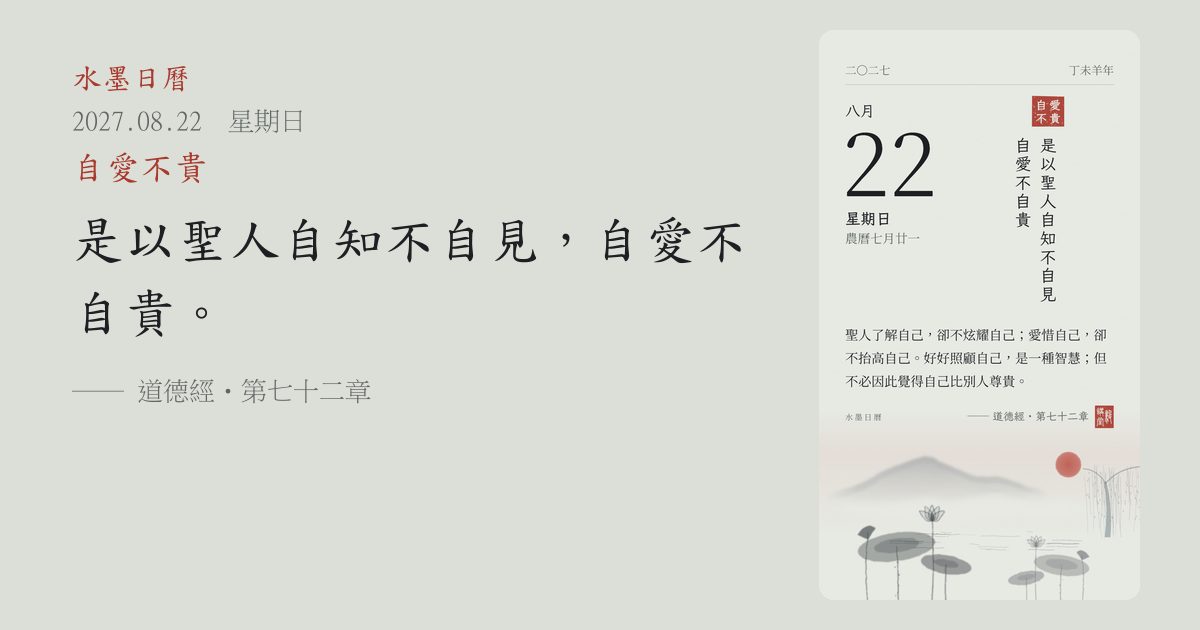 水墨日曆
2027.08.22 星期日
自愛不貴
是以聖人自知不自見，自愛不
自貴。
—— 道德經・第七十二章
二〇二七
丁未羊年
八月
22
星期日
農曆七月廿一
自愛
不貴
是以聖人自知不自見
自愛不自貴
聖人了解自己，卻不炫耀自己；愛惜自己，卻
不抬高自己。好好照顧自己，是一種智慧；但
不必因此覺得自己比別人尊貴。
水墨日曆
—— 道德經・第七十二章